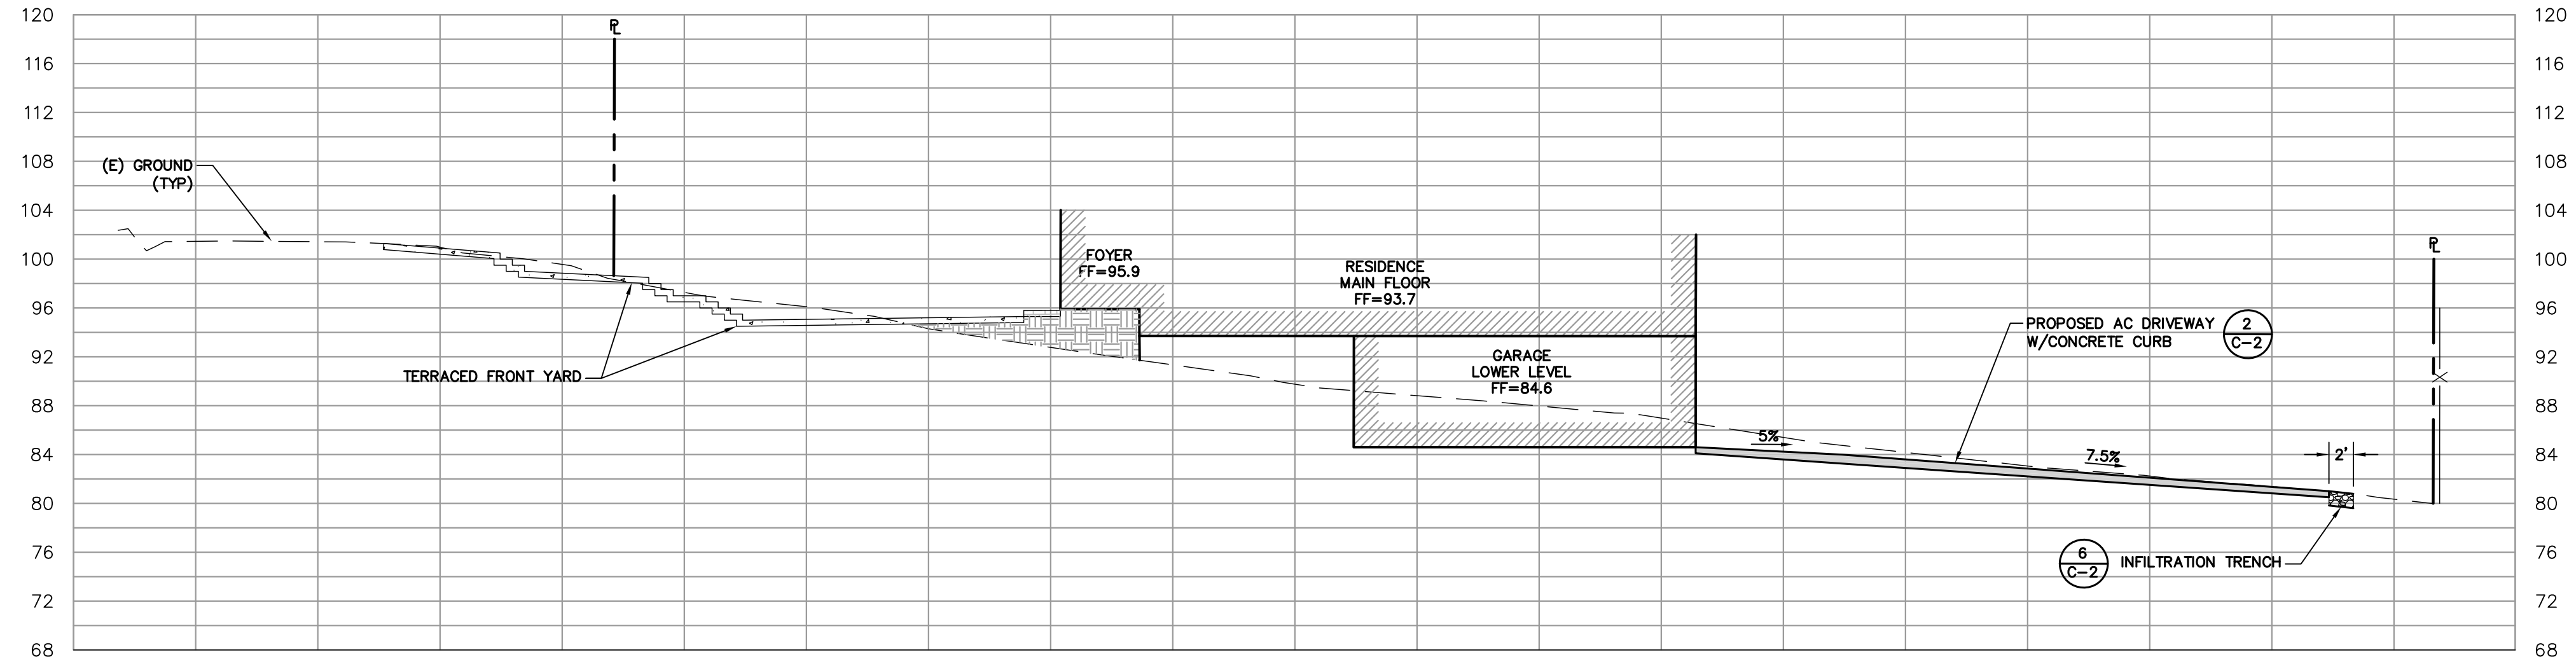 120
116
112
108
104
100
96
92
88
84
80
76
72
68
PL
(E) GROUND
(TYP)
TERRACED FRONT YARD
FOYER
FF=95.9
RESIDENCE
MAIN FLOOR
FF=93.7
GARAGE
LOWER LEVEL
FF=84.6
5%
7.5%
PROPOSED AC DRIVEWAY
W/CONCRETE CURB
2
C-2
2'
6
C-2
INFILTRATION TRENCH
PL
120
116
112
108
104
100
96
92
88
84
80
76
72
68